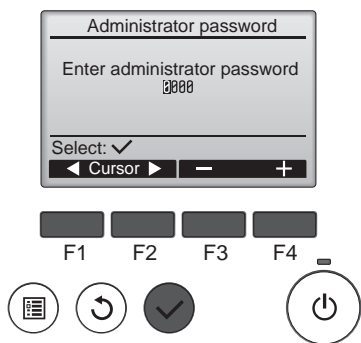 Administrator password
Enter administrator password
0000
Select: ✓
◀ Cursor ▶ − +
F1 F2 F3 F4